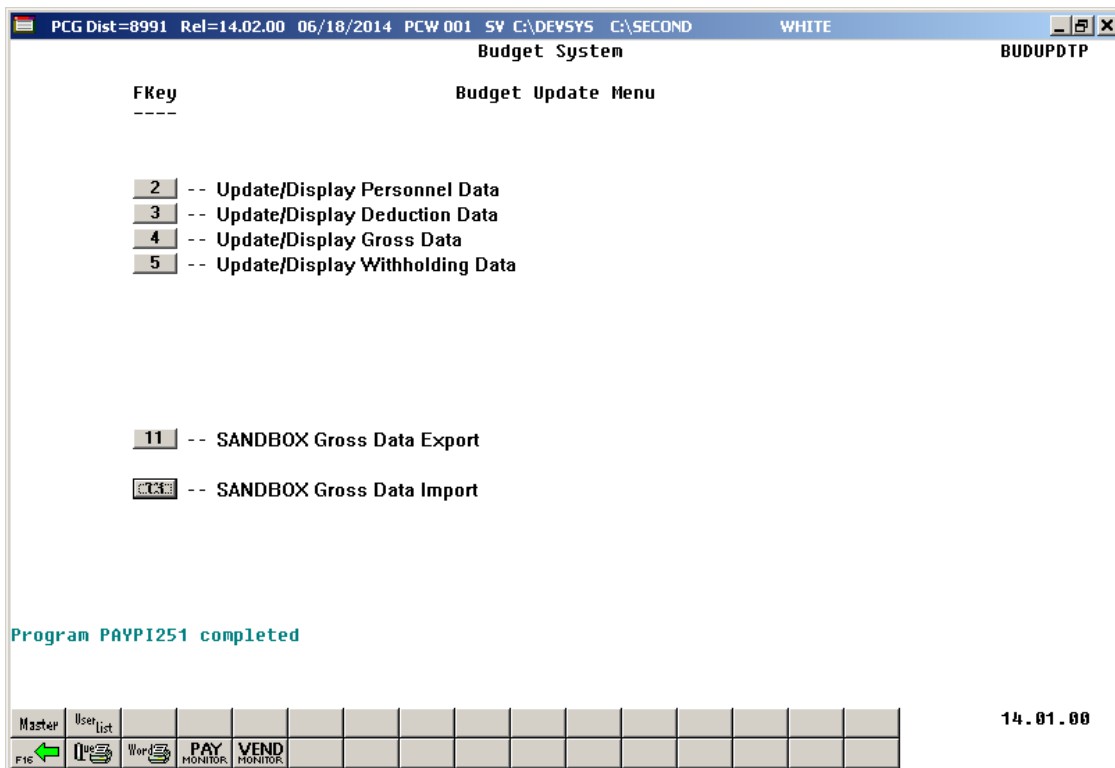 PCG Dist=8991 Rel=14.02.00 06/18/2014 PCW 001 SV C:\DEVSYS C:\SECOND WHITE
Budget System BUDUPDTP
FKey Budget Update Menu
----
2 -- Update/Display Personnel Data
3 -- Update/Display Deduction Data
4 -- Update/Display Gross Data
5 -- Update/Display Withholding Data
11 -- SANDBOX Gross Data Export
-- SANDBOX Gross Data Import
Program PAYPI251 completed
Master User list 14.01.00
F16 Que Word PAY MONITOR VEND MONITOR